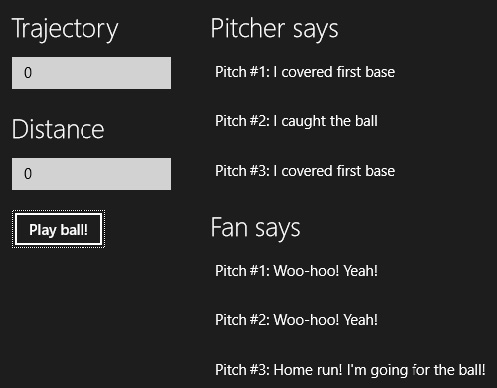 Trajectory
0
Distance
0
Play ball!
Pitcher says
Pitch #1: I covered first base
Pitch #2: I caught the ball
Pitch #3: I covered first base
Fan says
Pitch #1: Woo-hoo! Yeah!
Pitch #2: Woo-hoo! Yeah!
Pitch #3: Home run! I'm going for the ball!